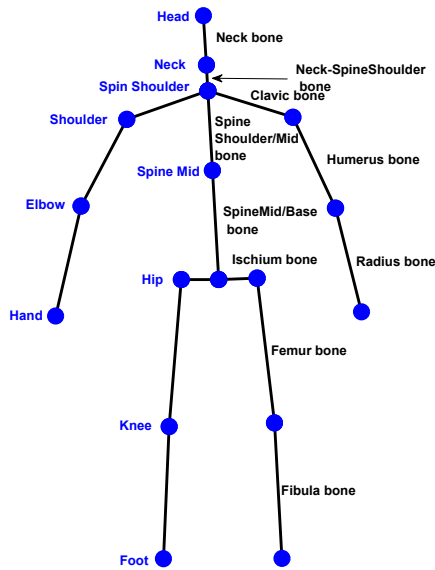 Head
Neck bone
Neck
Neck-SpineShoulder
bone
Spin Shoulder
Clavic bone
Shoulder
Spine
Shoulder/Mid
bone
Humerus bone
Spine Mid
Elbow
SpineMid/Base
bone
Ischium bone
Radius bone
Hip
Hand
Femur bone
Knee
Fibula bone
Foot